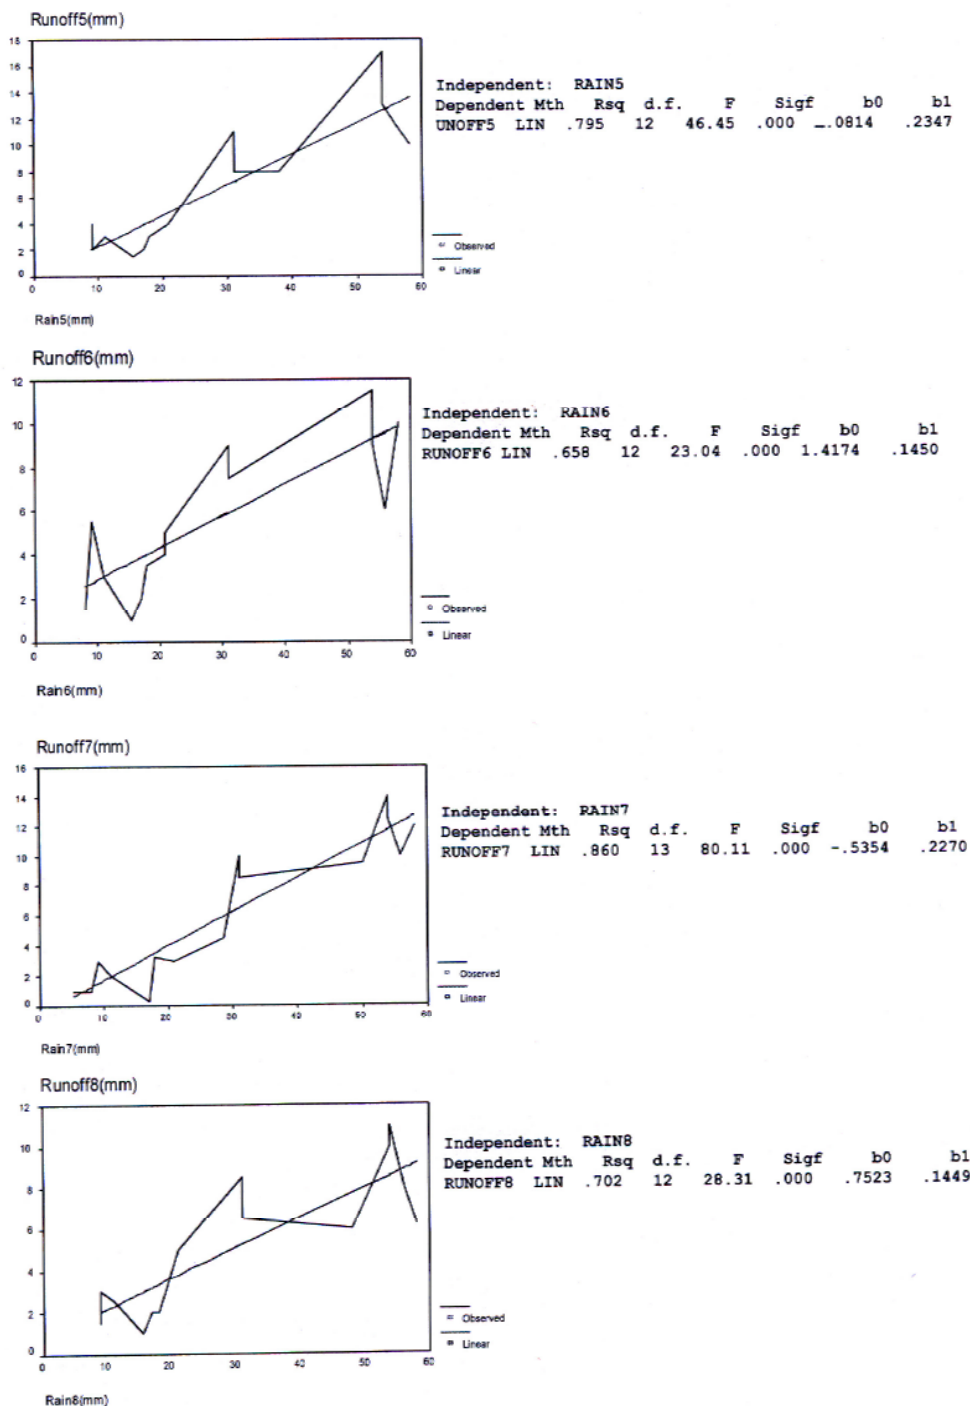 Runoff5(mm)
18
16
14
12
10
8
6
4
2
0
0 10 20 30 40 50 60
Rain5(mm)
Independent: RAIN5
Dependent Mth Rsq d.f. F Sigf b0 b1
UNOFF5 LIN .795 12 46.45 .000 -.0814 .2347
Observed
Linear
Runoff6(mm)
12
10
8
6
4
2
0
0 10 20 30 40 50 60
Rain6(mm)
Independent: RAIN6
Dependent Mth Rsq d.f. F Sigf b0 b1
RUNOFF6 LIN .658 12 23.04 .000 1.4174 .1450
Observed
Linear
Runoff7(mm)
16
14
12
10
8
6
4
2
0
0 10 20 30 40 50 60
Rain7(mm)
Independent: RAIN7
Dependent Mth Rsq d.f. F Sigf b0 b1
RUNOFF7 LIN .860 13 80.11 .000 -.5354 .2270
Observed
Linear
Runoff8(mm)
12
10
8
6
4
2
0
0 10 20 30 40 50 60
Rain8(mm)
Independent: RAIN8
Dependent Mth Rsq d.f. F Sigf b0 b1
RUNOFF8 LIN .702 12 28.31 .000 .7523 .1449
Observed
Linear